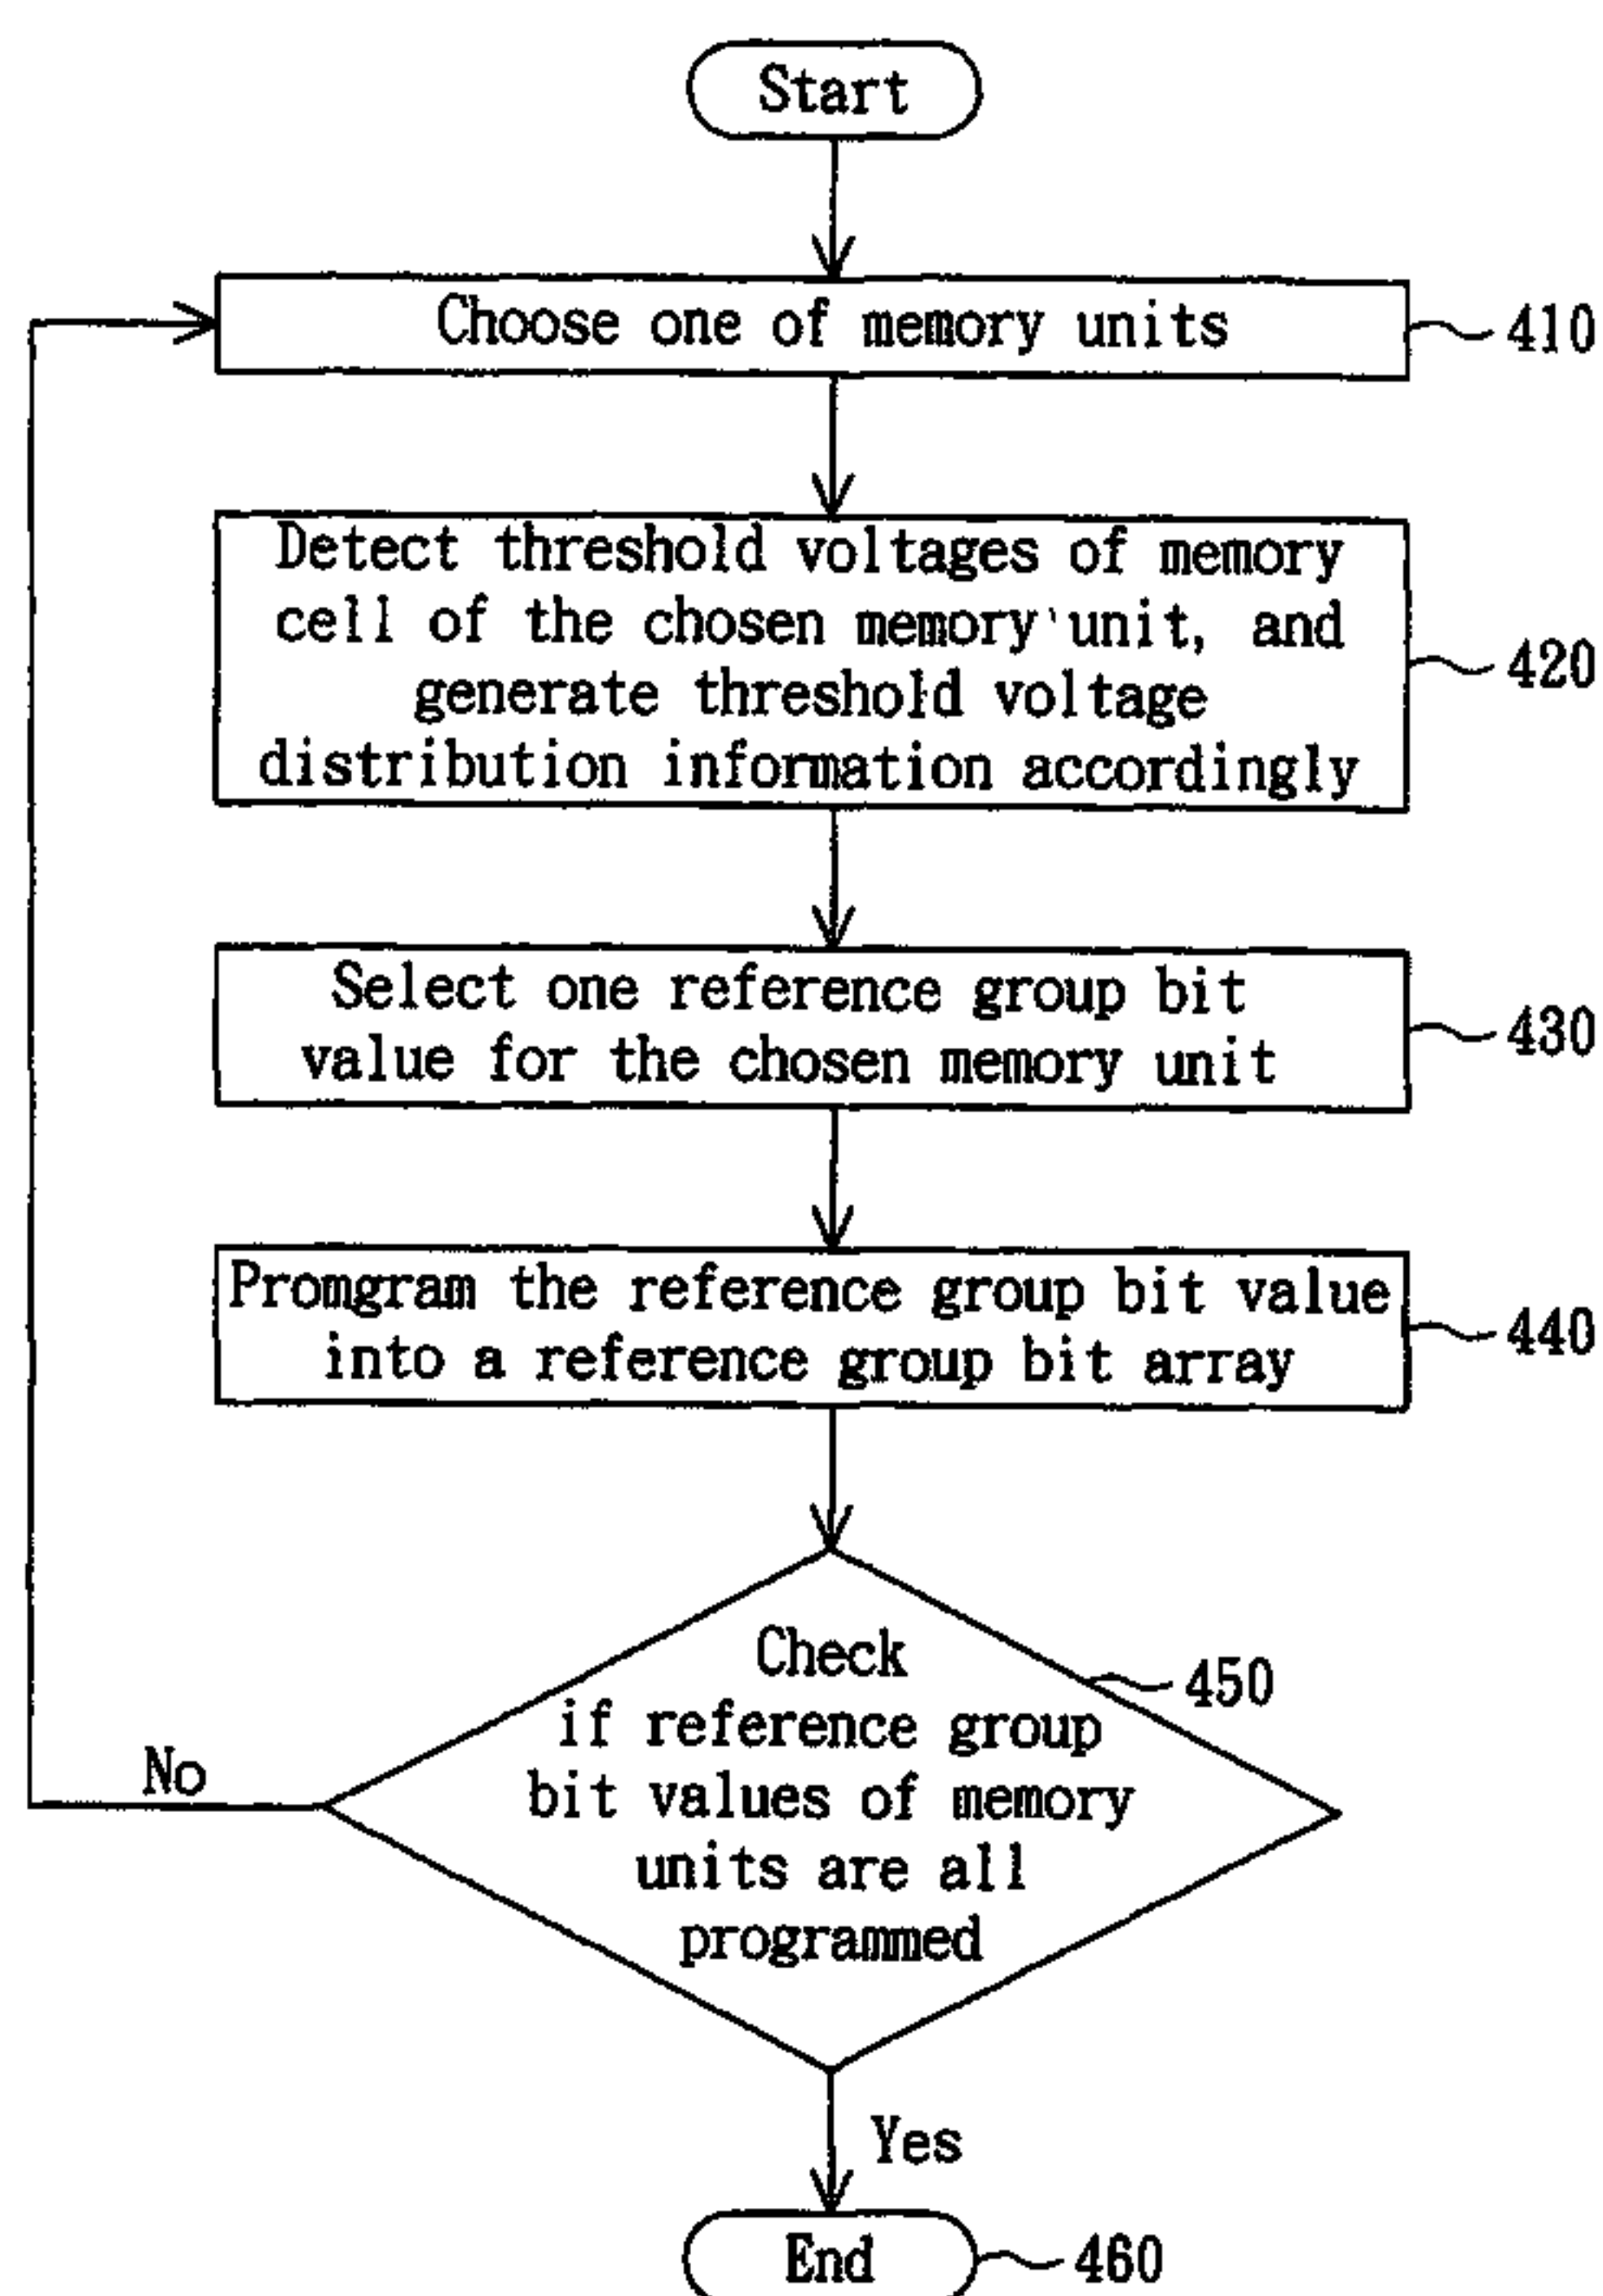 Start
Choose one of memory units
410
Detect threshold voltages of memory
cell of the chosen memory unit, and
generate threshold voltage
distribution information accordingly
420
Select one reference group bit
value for the chosen memory unit
430
Promgram the reference group bit value
into a reference group bit array
440
Check
if reference group
bit values of memory
units are all
programmed
450
No
Yes
End
460